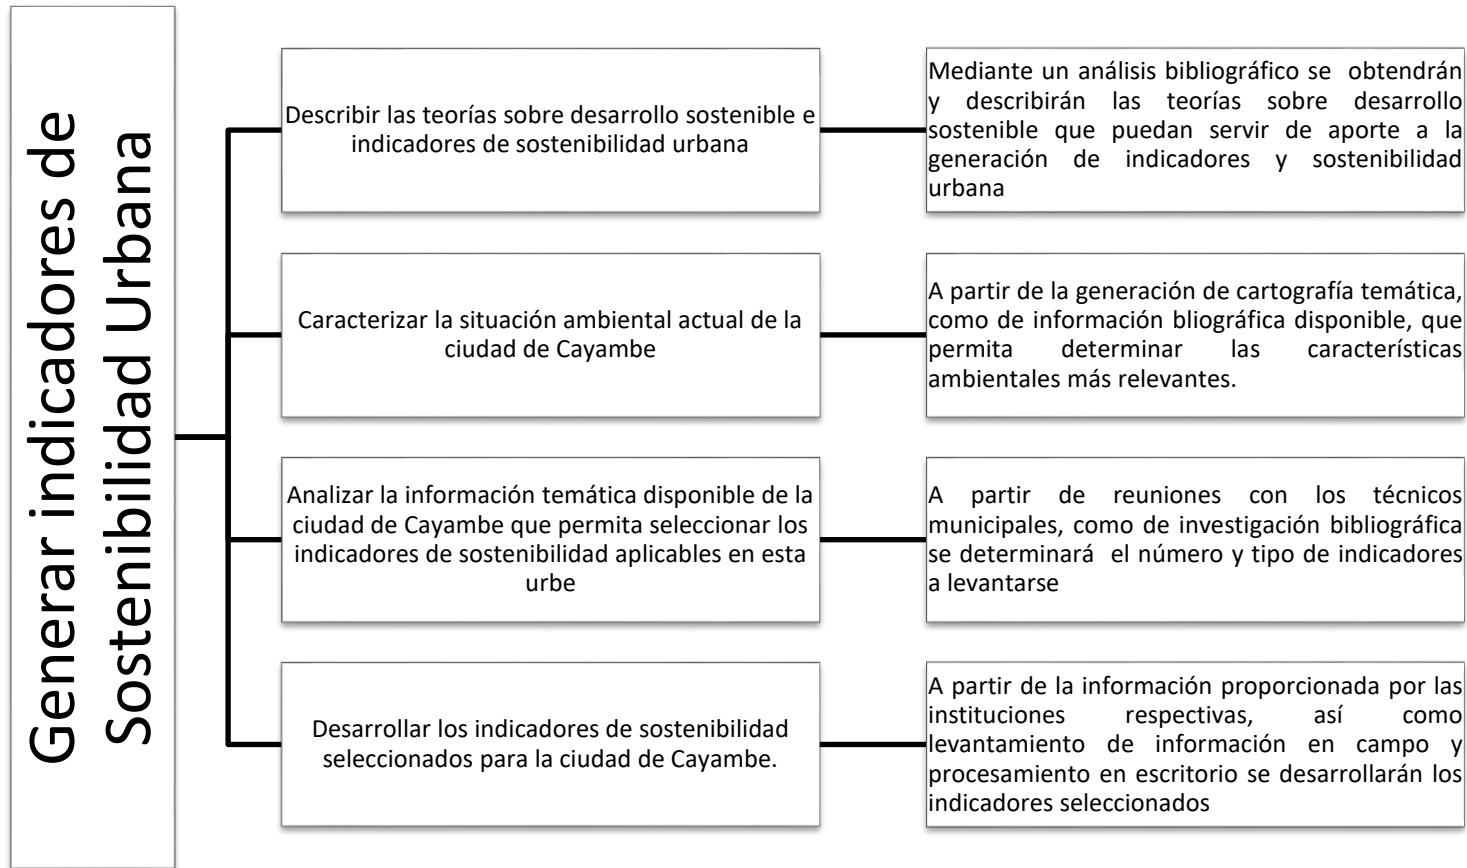 Generar indicadores de
Sostenibilidad Urbana
Describir las teorías sobre desarrollo sostenible e
indicadores de sostenibilidad urbana
Mediante un análisis bibliográfico se obtendrán
y describirán las teorías sobre desarrollo
sostenible que puedan servir de aporte a la
generación de indicadores y sostenibilidad
urbana
Caracterizar la situación ambiental actual de la
ciudad de Cayambe
A partir de la generación de cartografía temática,
como de información bliográfica disponible, que
permita determinar las características
ambientales más relevantes.
Analizar la información temática disponible de la
ciudad de Cayambe que permita seleccionar los
indicadores de sostenibilidad aplicables en esta
urbe
A partir de reuniones con los técnicos
municipales, como de investigación bibliográfica
se determinará el número y tipo de indicadores
a levantarse
Desarrollar los indicadores de sostenibilidad
seleccionados para la ciudad de Cayambe.
A partir de la información proporcionada por las
instituciones respectivas, así como
levantamiento de información en campo y
procesamiento en escritorio se desarrollarán los
indicadores seleccionados